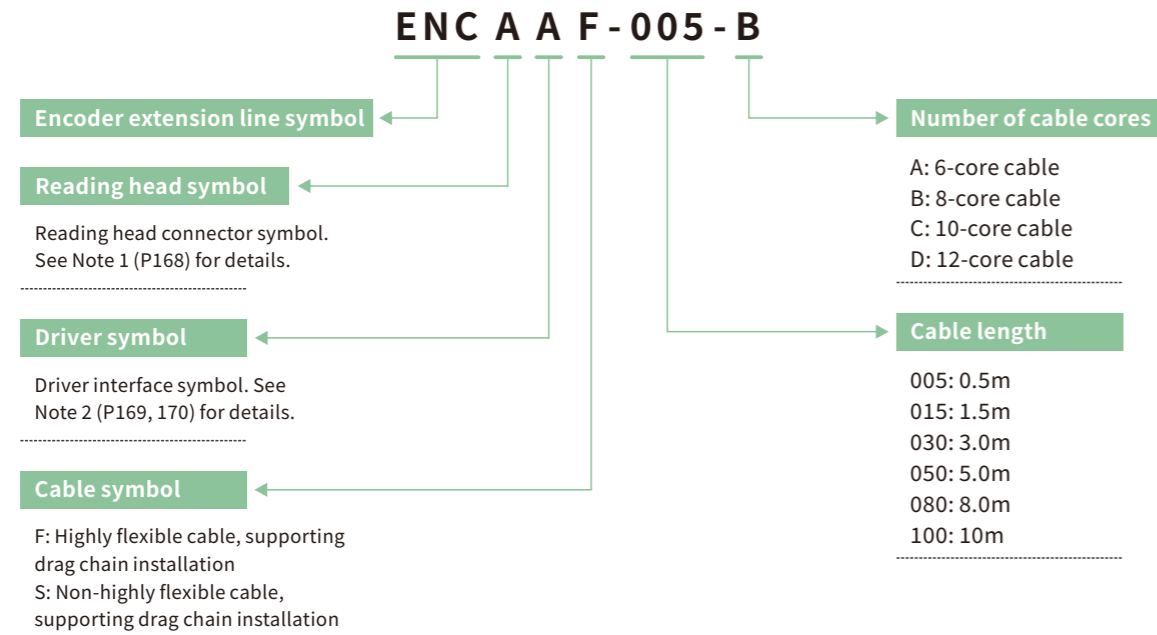 ENC A A F - 005 - B
Encoder extension line symbol
Reading head symbol
Reading head connector symbol.
See Note 1 (P168) for details.
Driver symbol
Driver interface symbol. See
Note 2 (P169, 170) for details.
Cable symbol
F: Highly flexible cable, supporting
drag chain installation
S: Non-highly flexible cable,
supporting drag chain installation
Number of cable cores
A: 6-core cable
B: 8-core cable
C: 10-core cable
D: 12-core cable
Cable length
005: 0.5m
015: 1.5m
030: 3.0m
050: 5.0m
080: 8.0m
100: 10m